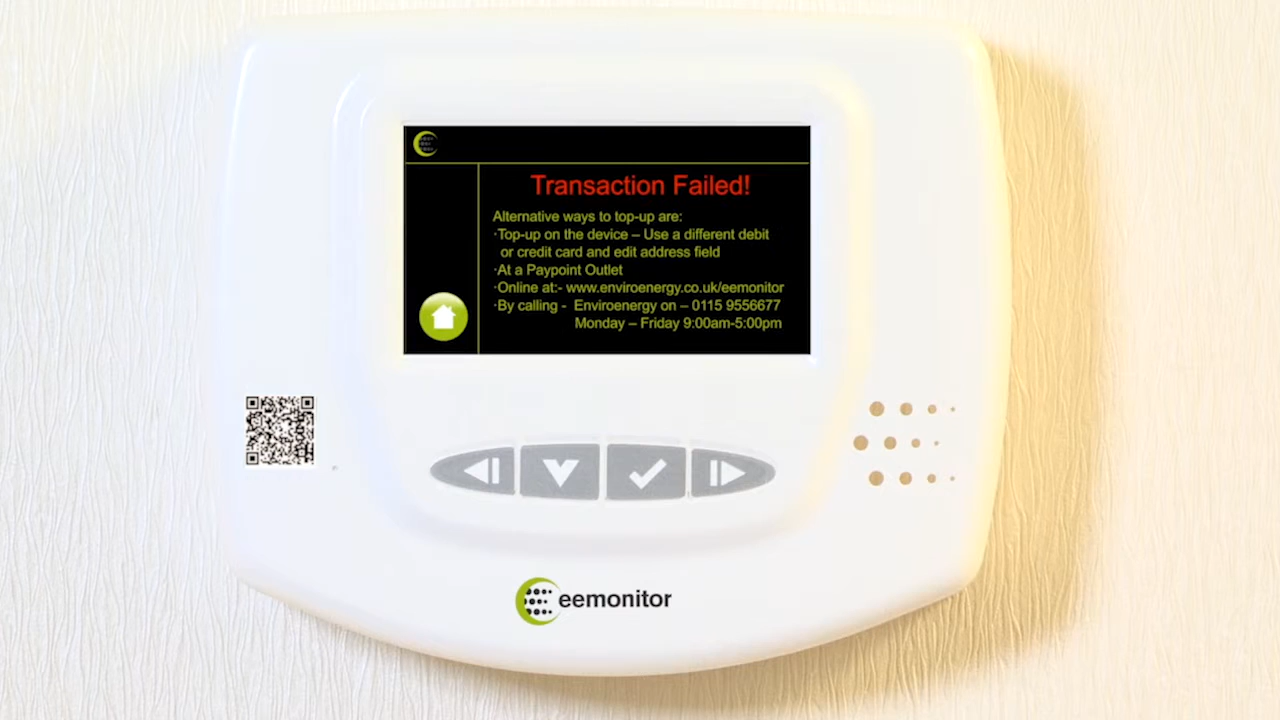 Transaction Failed!
Alternative ways to top-up are:
·Top-up on the device – Use a different debit
or credit card and edit address field
·At a Paypoint Outlet
·Online at:- www.enviroenergy.co.uk/eemonitor
·By calling - Enviroenergy on – 0115 9556677
Monday – Friday 9:00am-5:00pm
eemonitor